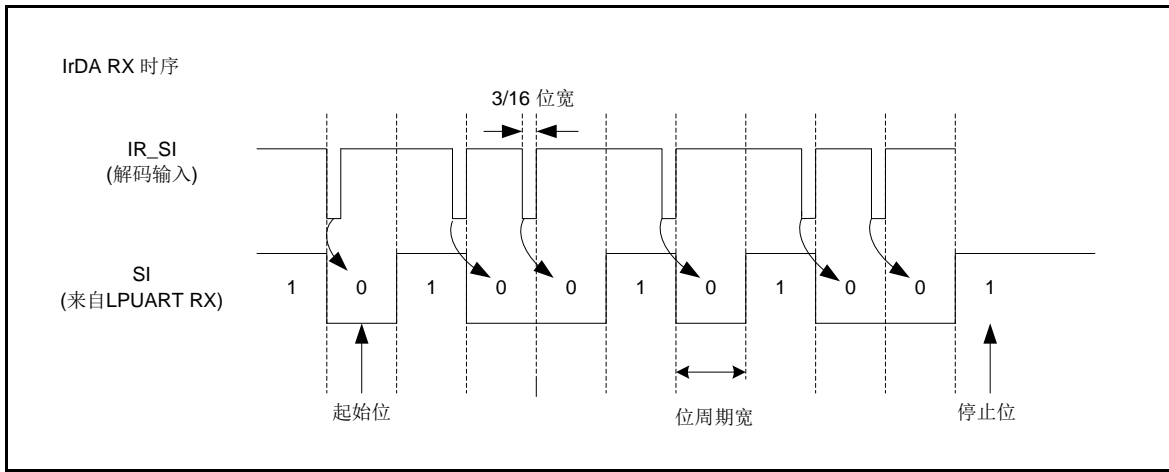 IrDA RX 时序
3/16 位宽
IR_SI
(解码输入)
SI
(来自LPUART RX)
1 0 1 0 0 1 0 1 0 0 1
起始位
位周期宽
停止位